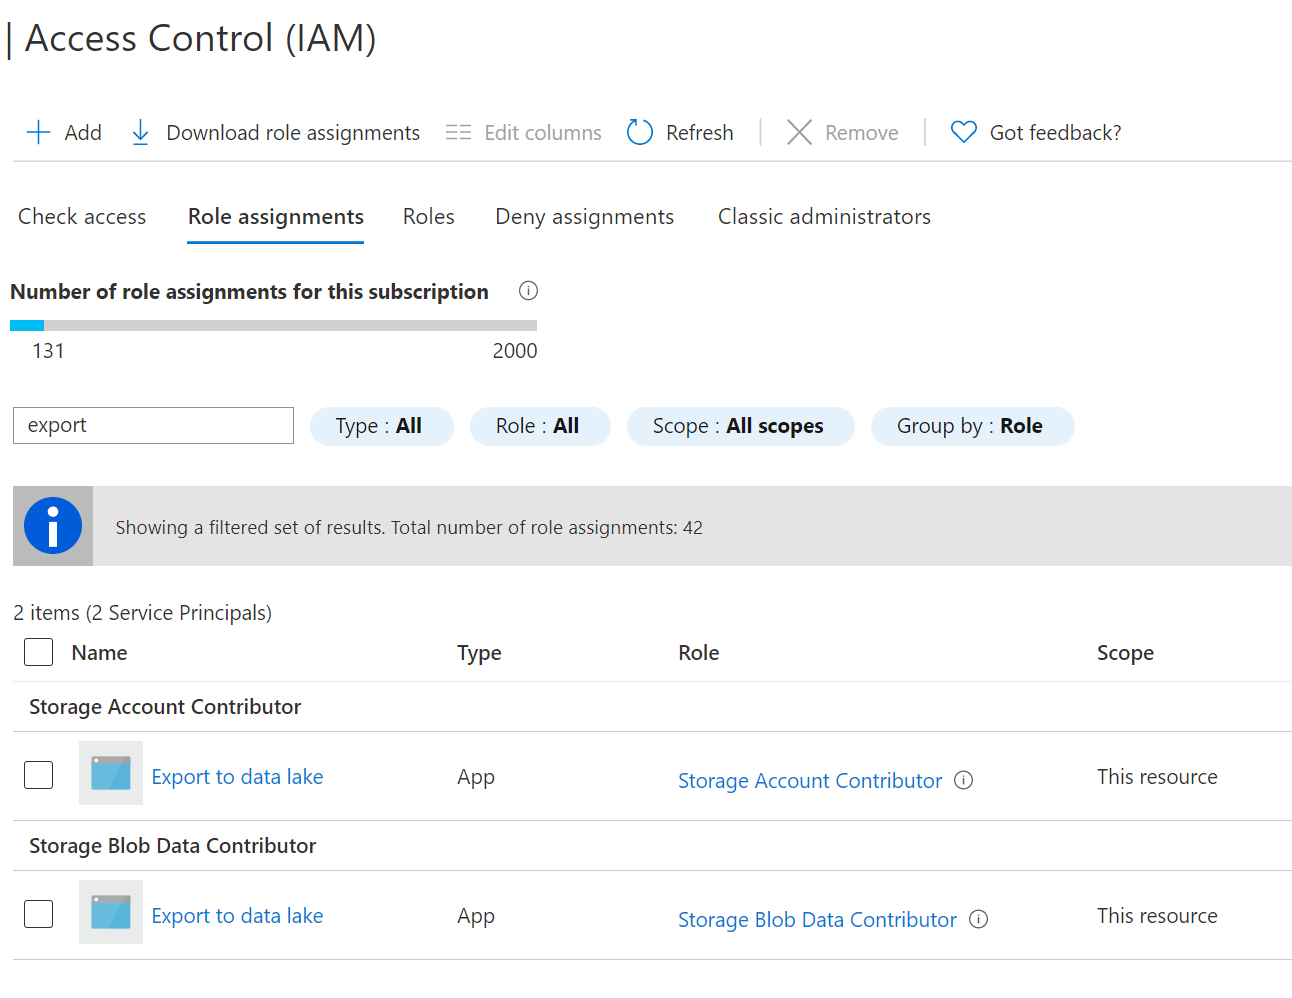 | Access Control (IAM)
Add Download role assignments Edit columns Refresh | Remove | Got feedback?
Check access Role assignments Roles Deny assignments Classic administrators
Number of role assignments for this subscription
131 2000
export Type : All Role : All Scope : All scopes Group by : Role
Showing a filtered set of results. Total number of role assignments: 42
2 items (2 Service Principals)
Name Type Role Scope
Storage Account Contributor
Export to data lake App Storage Account Contributor This resource
Storage Blob Data Contributor
Export to data lake App Storage Blob Data Contributor This resource